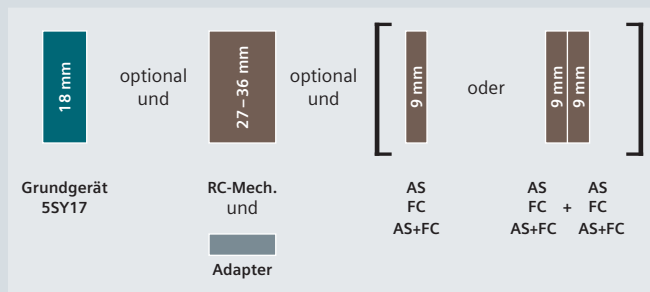 18 mm
optional
und
27 – 36 mm
optional
und
9 mm
oder
9 mm
9 mm
Grundgerät
5SY17
RC-Mech.
und
Adapter
AS
FC
AS+FC
AS AS
FC + FC
AS+FC AS+FC